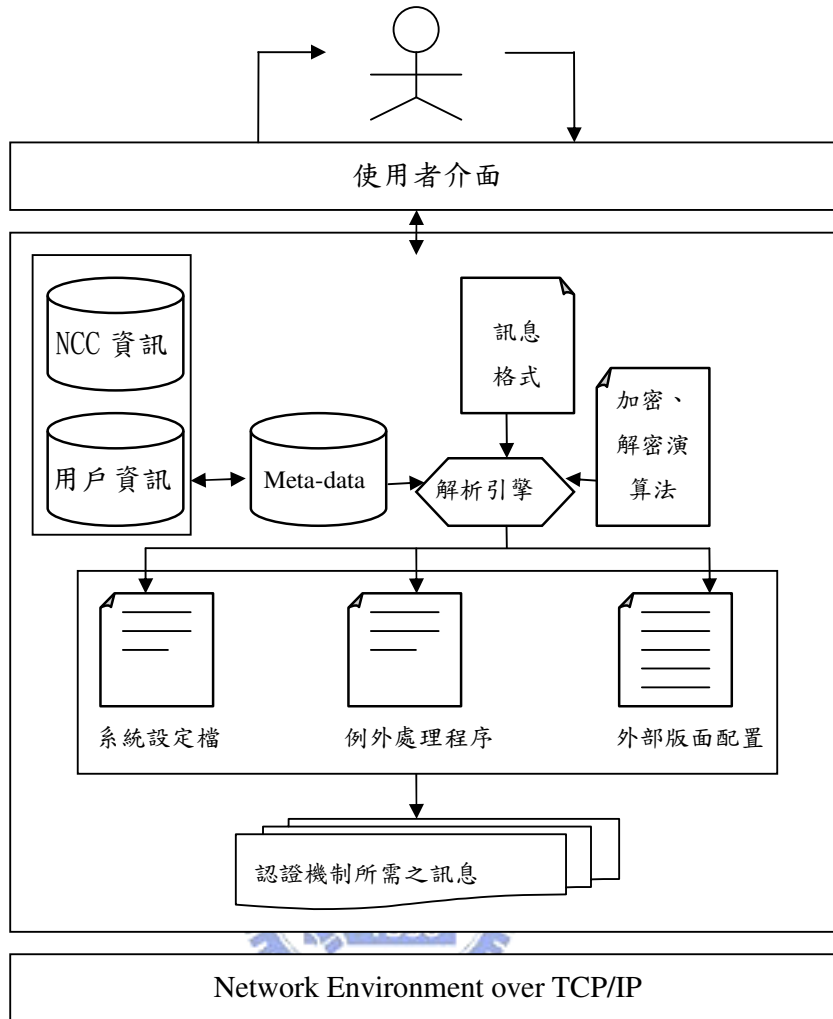 使用者介面
NCC 資訊
用戶資訊
Meta-data
訊息
格式
解析引擎
加密、
解密演
算法
系統設定檔
例外處理程序
外部版面配置
認證機制所需之訊息
Network Environment over TCP/IP